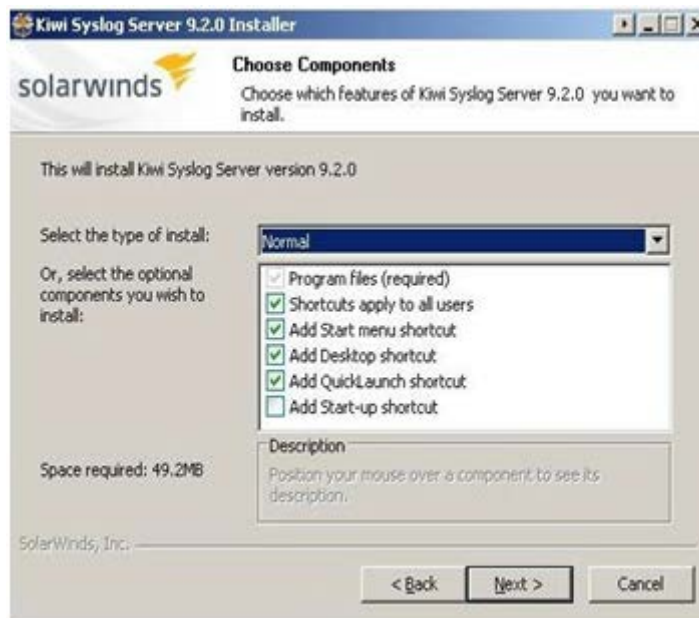 Kiwi Syslog Server 9.2.0 Installer
solarwinds
Choose Components
Choose which features of Kiwi Syslog Server 9.2.0 you want to
install.
This will install Kiwi Syslog Server version 9.2.0
Select the type of install:
Normal
Or, select the optional
components you wish to
install:
Program files (required)
Shortcuts apply to all users
Add Start menu shortcut
Add Desktop shortcut
Add QuickLaunch shortcut
Add Start-up shortcut
Space required: 49.2MB
Description
Position your mouse over a component to see its
description.
SolarWinds, Inc.
< Back
Next >
Cancel